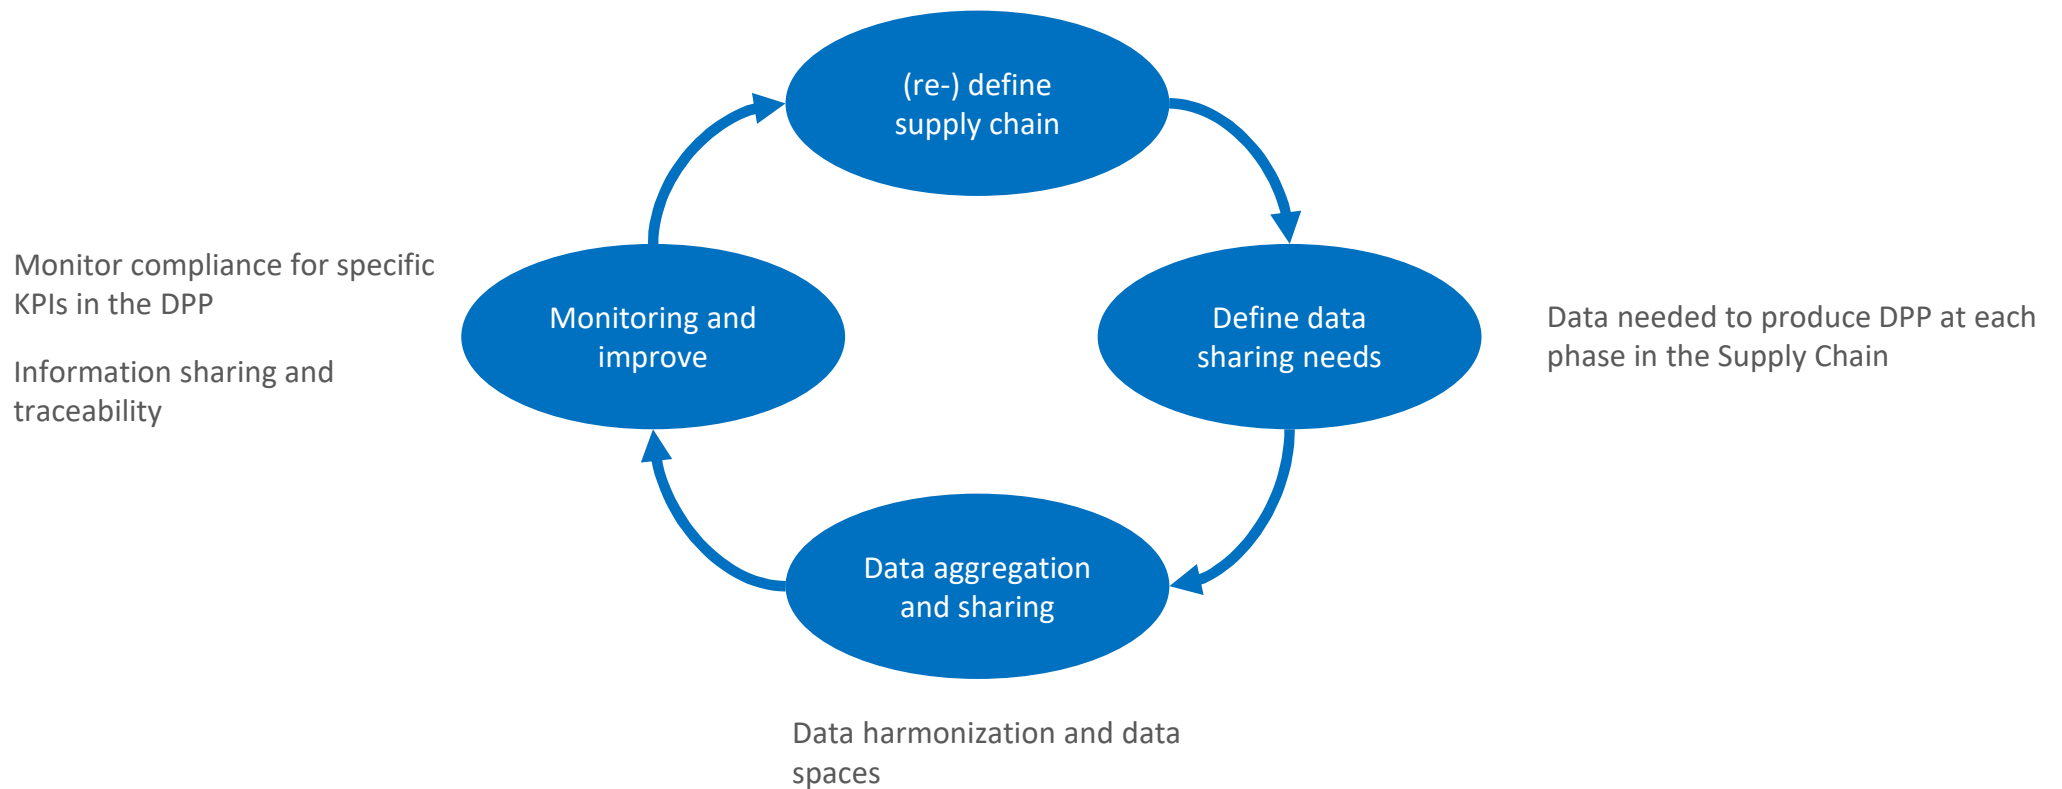 (re-) define
supply chain
Monitor compliance for specific
KPIs in the DPP
Information sharing and
traceability
Monitoring and
improve
Define data
sharing needs
Data needed to produce DPP at each
phase in the Supply Chain
Data aggregation
and sharing
Data harmonization and data
spaces